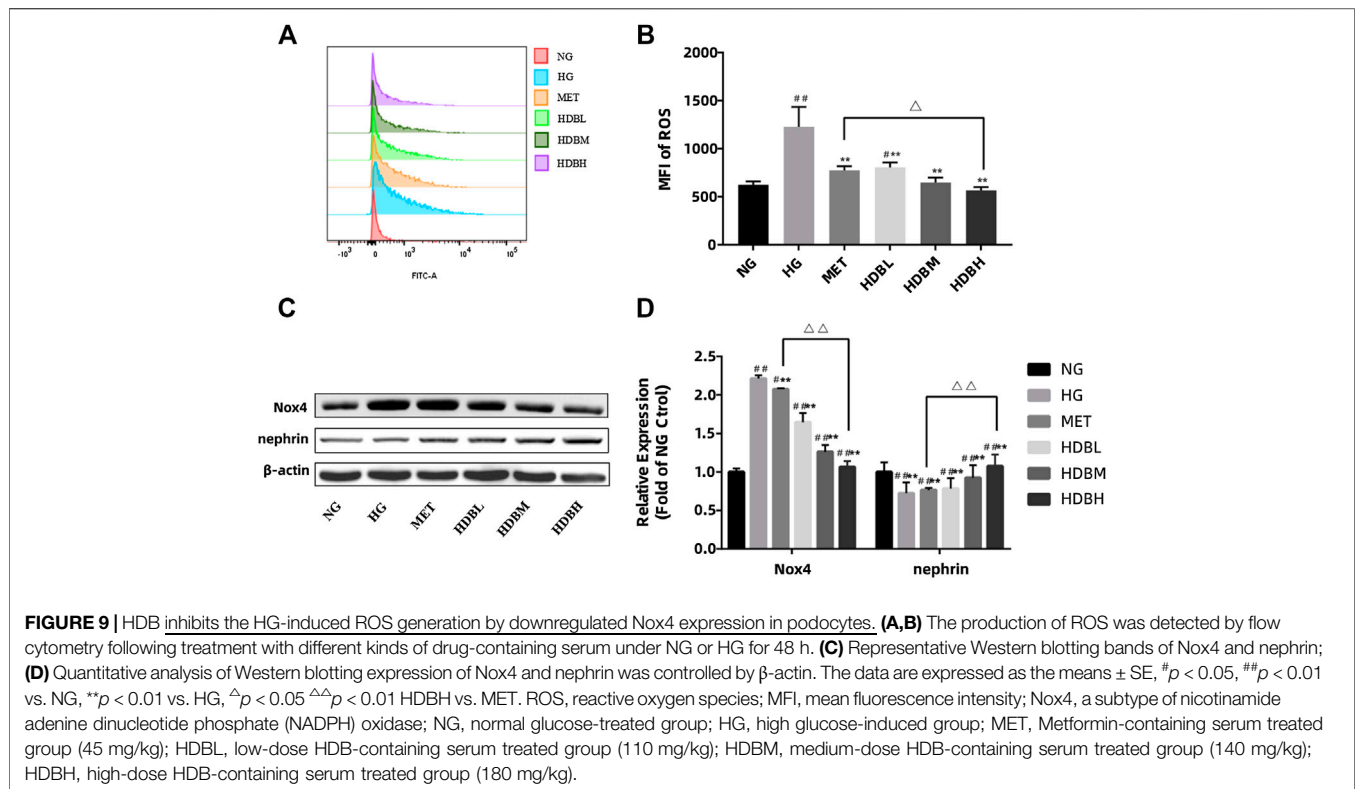 A
NG
HG
MET
HDBL
HDBM
HDBH
-10³ 0 10³ 10⁴ 10⁵
FITC-A
B
2000
1500
1000
500
0
MFI of ROS
##
**
#**
**
**
△
NG HG MET HDBL HDBM HDBH
C
Nox4
nephrin
β-actin
NG HG MET HDBL HDBM HDBH
D
Relative Expression
(Fold of NG Ctrol)
2.5
2.0
1.5
1.0
0.5
0.0
△△
##
#**
##**
##**
##**
△△
##**
##**
##**
##**
##**
Nox4 nephrin
NG
HG
MET
HDBL
HDBM
HDBH
FIGURE 9 | HDB inhibits the HG-induced ROS generation by downregulated Nox4 expression in podocytes. (A,B) The production of ROS was detected by flow
cytometry following treatment with different kinds of drug-containing serum under NG or HG for 48 h. (C) Representative Western blotting bands of Nox4 and nephrin;
(D) Quantitative analysis of Western blotting expression of Nox4 and nephrin was controlled by β-actin. The data are expressed as the means ± SE, #p < 0.05, ##p < 0.01
vs. NG, **p < 0.01 vs. HG, △p < 0.05 △△p < 0.01 HDBH vs. MET. ROS, reactive oxygen species; MFI, mean fluorescence intensity; Nox4, a subtype of nicotinamide
adenine dinucleotide phosphate (NADPH) oxidase; NG, normal glucose-treated group; HG, high glucose-induced group; MET, Metformin-containing serum treated
group (45 mg/kg); HDBL, low-dose HDB-containing serum treated group (110 mg/kg); HDBM, medium-dose HDB-containing serum treated group (140 mg/kg);
HDBH, high-dose HDB-containing serum treated group (180 mg/kg).